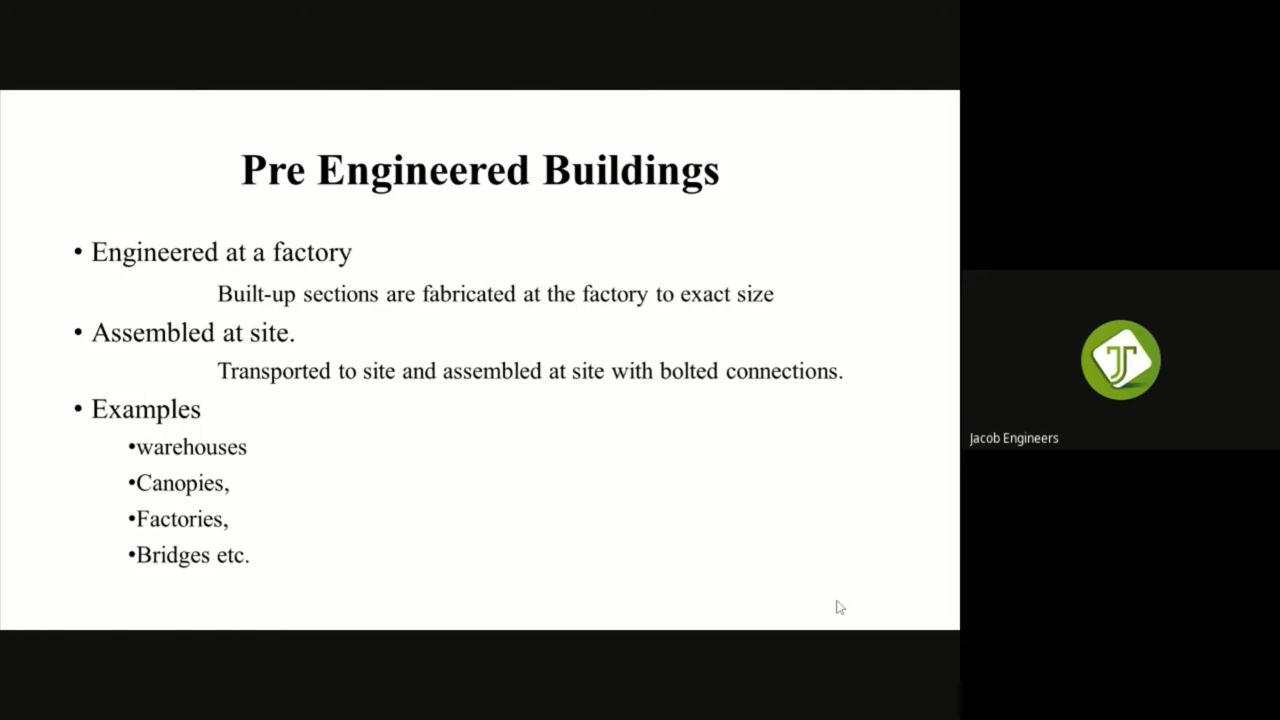 Pre Engineered Buildings
• Engineered at a factory
Built-up sections are fabricated at the factory to exact size
• Assembled at site.
Transported to site and assembled at site with bolted connections.
• Examples
•warehouses
•Canopies,
•Factories,
•Bridges etc.
Jacob Engineers